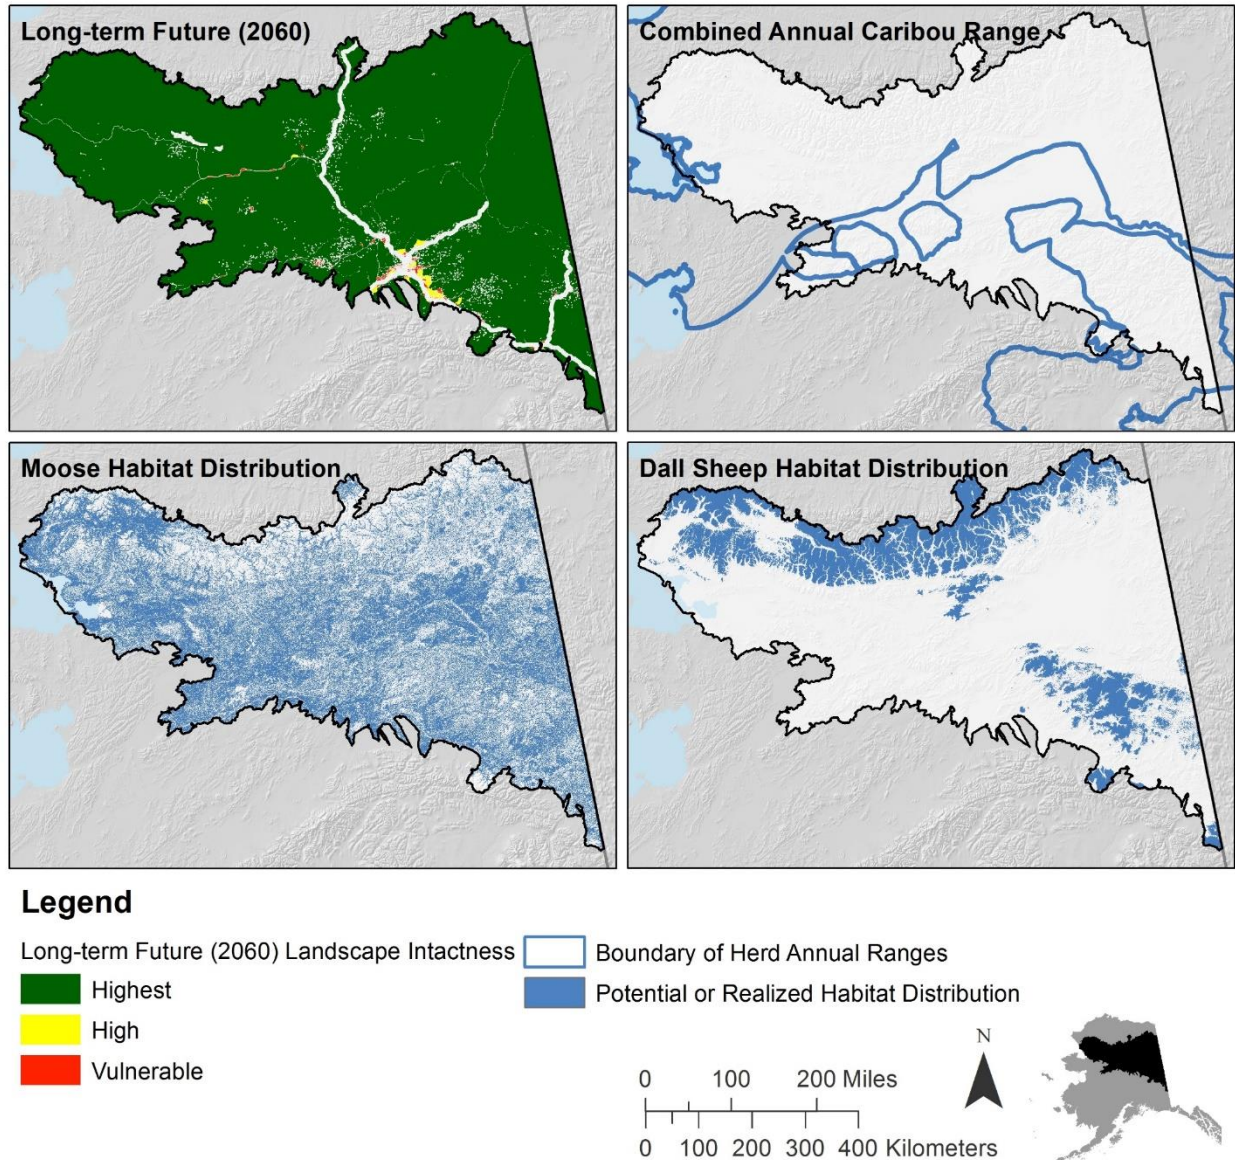 Long-term Future (2060)
Combined Annual Caribou Range
Moose Habitat Distribution
Dall Sheep Habitat Distribution
Legend
Long-term Future (2060) Landscape Intactness
Highest
High
Vulnerable
Boundary of Herd Annual Ranges
Potential or Realized Habitat Distribution
N
0 100 200 Miles
0 100 200 300 400 Kilometers